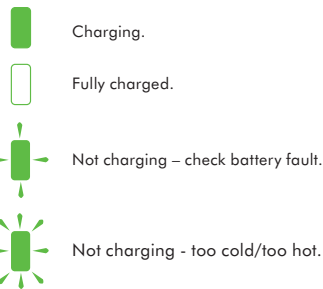 Charging.
Fully charged.
Not charging – check battery fault.
Not charging - too cold/too hot.